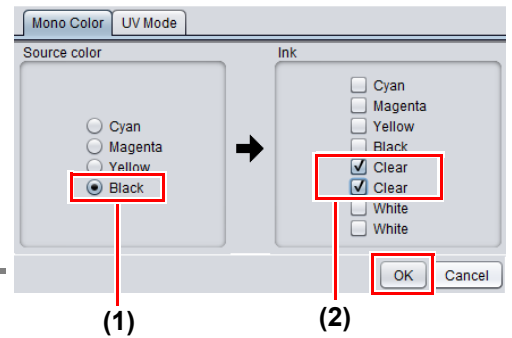 Mono Color UV Mode
Source color
Cyan
Magenta
Yellow
Black
Ink
Cyan
Magenta
Yellow
Black
Clear
Clear
White
White
OK Cancel
(1) (2)